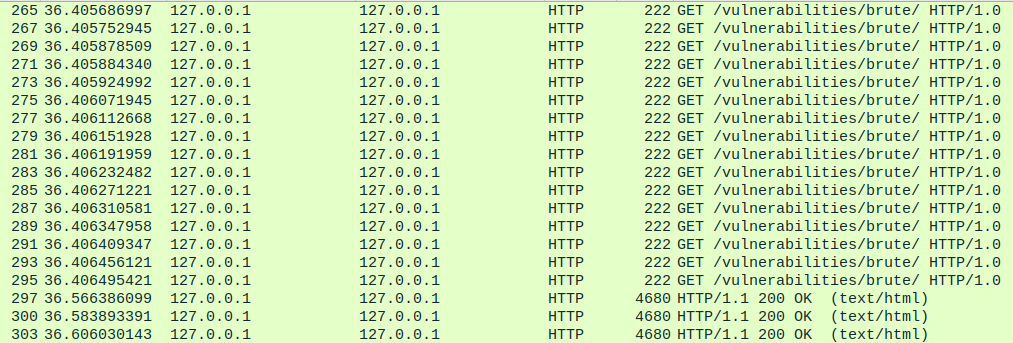 265 36.405686997 127.0.0.1 127.0.0.1 HTTP 222 GET /vulnerabilities/brute/ HTTP/1.0
267 36.405752945 127.0.0.1 127.0.0.1 HTTP 222 GET /vulnerabilities/brute/ HTTP/1.0
269 36.405878509 127.0.0.1 127.0.0.1 HTTP 222 GET /vulnerabilities/brute/ HTTP/1.0
271 36.405884340 127.0.0.1 127.0.0.1 HTTP 222 GET /vulnerabilities/brute/ HTTP/1.0
273 36.405924992 127.0.0.1 127.0.0.1 HTTP 222 GET /vulnerabilities/brute/ HTTP/1.0
275 36.406071945 127.0.0.1 127.0.0.1 HTTP 222 GET /vulnerabilities/brute/ HTTP/1.0
277 36.406112668 127.0.0.1 127.0.0.1 HTTP 222 GET /vulnerabilities/brute/ HTTP/1.0
279 36.406151928 127.0.0.1 127.0.0.1 HTTP 222 GET /vulnerabilities/brute/ HTTP/1.0
281 36.406191959 127.0.0.1 127.0.0.1 HTTP 222 GET /vulnerabilities/brute/ HTTP/1.0
283 36.406232482 127.0.0.1 127.0.0.1 HTTP 222 GET /vulnerabilities/brute/ HTTP/1.0
285 36.406271221 127.0.0.1 127.0.0.1 HTTP 222 GET /vulnerabilities/brute/ HTTP/1.0
287 36.406310581 127.0.0.1 127.0.0.1 HTTP 222 GET /vulnerabilities/brute/ HTTP/1.0
289 36.406347958 127.0.0.1 127.0.0.1 HTTP 222 GET /vulnerabilities/brute/ HTTP/1.0
291 36.406409347 127.0.0.1 127.0.0.1 HTTP 222 GET /vulnerabilities/brute/ HTTP/1.0
293 36.406456121 127.0.0.1 127.0.0.1 HTTP 222 GET /vulnerabilities/brute/ HTTP/1.0
295 36.406495421 127.0.0.1 127.0.0.1 HTTP 222 GET /vulnerabilities/brute/ HTTP/1.0
297 36.566386099 127.0.0.1 127.0.0.1 HTTP 4680 HTTP/1.1 200 OK (text/html)
300 36.583893391 127.0.0.1 127.0.0.1 HTTP 4680 HTTP/1.1 200 OK (text/html)
303 36.606030143 127.0.0.1 127.0.0.1 HTTP 4680 HTTP/1.1 200 OK (text/html)